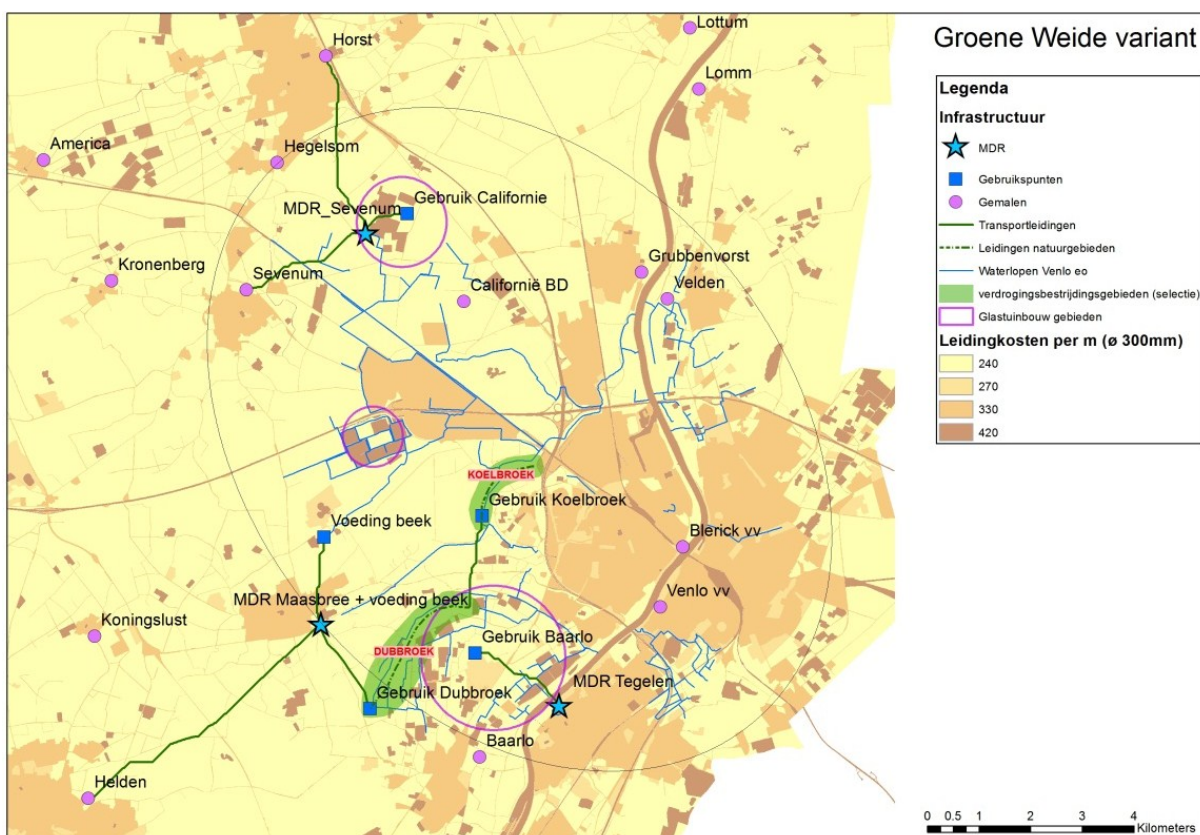 Groene Weide variant
Legenda
Infrastructuur
MDR
Gebruikspunten
Gemalen
Transportleidingen
Leidingen natuurgebieden
Waterlopen Venlo eo
verdrogingsbestrijdingsgebieden (selectie)
Glastuinbouw gebieden
Leidingkosten per m (ø 300mm)
240
270
330
420
Lottum
Horst
Lomm
America
Hegelsom
Gebruik Californie
MDR_Sevenum
Grubbenvorst
Kronenberg
Sevenum
Californië BD
Velden
KOELBROEK
Gebruik Koelbroek
Voeding beek
Blerick vv
MDR Maasbree + voeding beek
Venlo vv
Koningslust
Gebruik Baarlo
DUBBROEK
MDR Tegelen
Gebruik Dubbroek
Baarlo
Helden
0 0.5 1 2 3 4
Kilometers